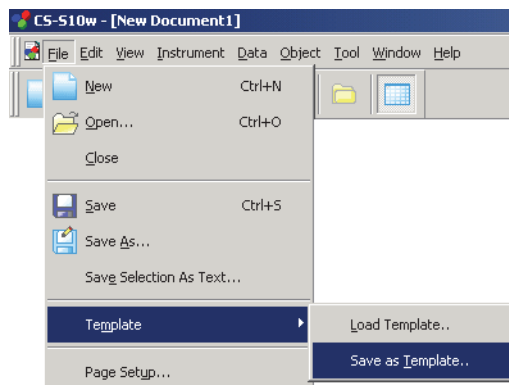 CS-S10w - [New Document1]
File Edit View Instrument Data Object Tool Window Help
New Ctrl+N
Open... Ctrl+O
Close
Save Ctrl+S
Save As...
Save Selection As Text...
Template
Load Template..
Save as Template..
Page Setup...